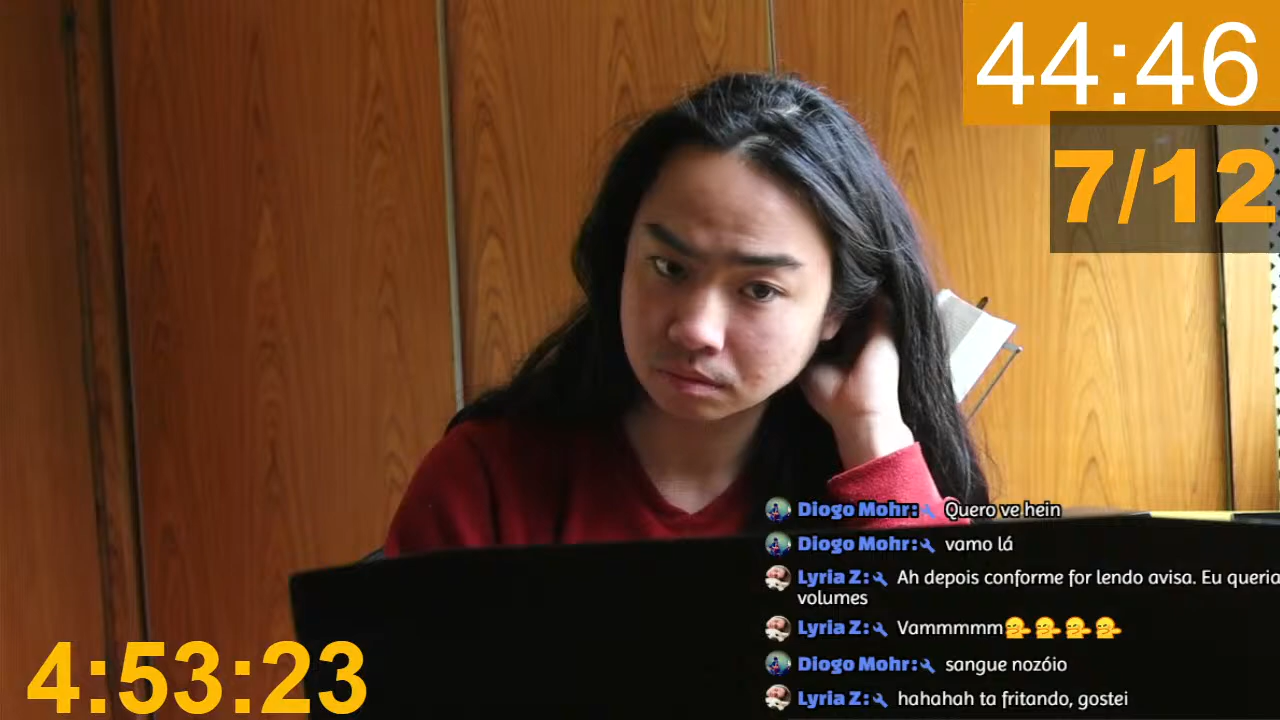 44:46
7/12
Diogo Mohr: Quero ve hein
Diogo Mohr: vamo lá
Lyria Z: Ah depois conforme for lendo avisa. Eu queria
volumes
Lyria Z: Vammmmm🤧🤧🤧🤧
Diogo Mohr: sangue nozóio
Lyria Z: hahahah ta fritando, gostei
4:53:23